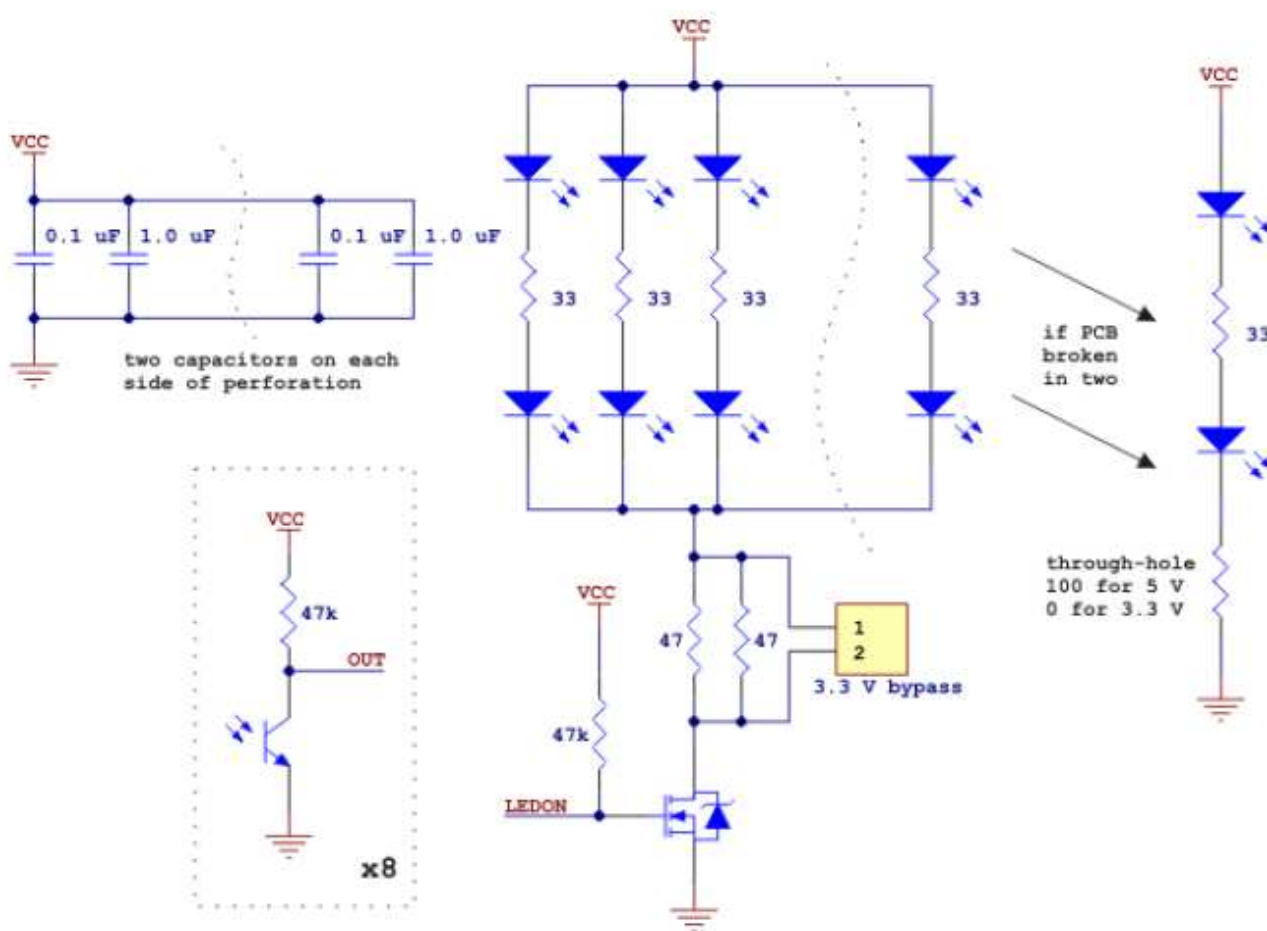 VCC
VCC
VCC
0.1 uF
1.0 uF
0.1 uF
1.0 uF
33
33
33
33
33
two capacitors on each
side of perforation
if PCB
broken
in two
VCC
47k
OUT
x8
VCC
47k
LEDON
47
47
1
2
3.3 V bypass
through-hole
100 for 5 V
0 for 3.3 V